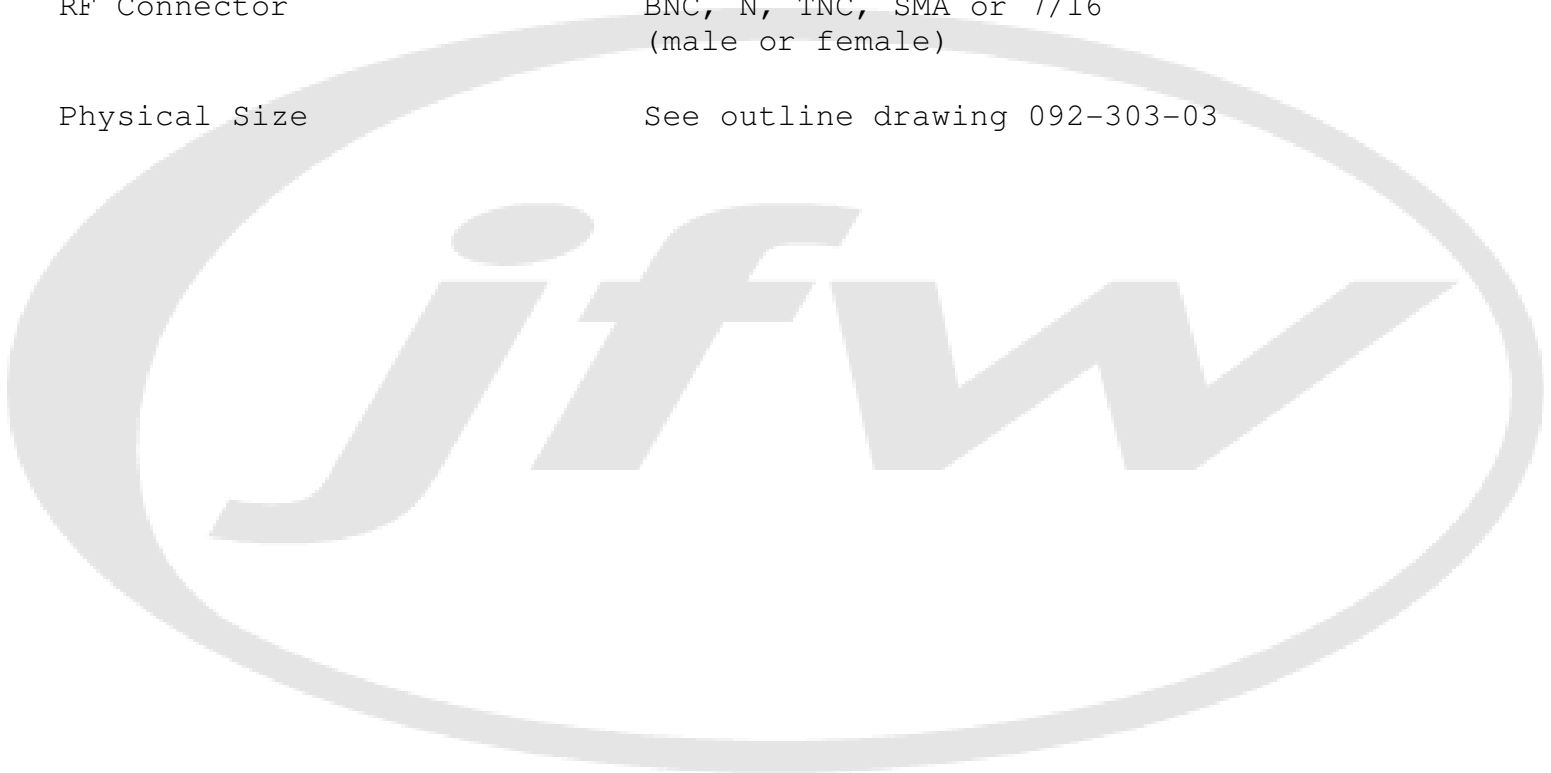 RF Connector BNC, N, TNC, SMA or 7/16
(male or female)
Physical Size See outline drawing 092-303-03
jfw